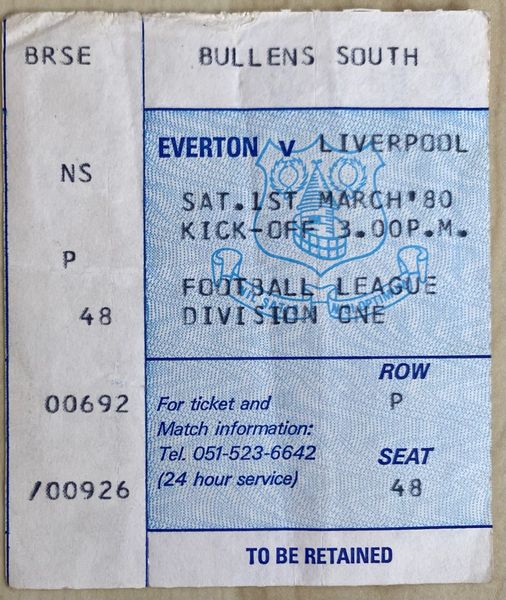 BRSE
NS
P
48
00692
/00926
BULLENS SOUTH
EVERTON v LIVERPOOL
SAT.1ST MARCH'80
KICK-OFF 3.00P.M.
FOOTBALL LEAGUE
DIVISION ONE
ROW
P
For ticket and
Match information:
Tel. 051-523-6642
(24 hour service)
SEAT
48
TO BE RETAINED